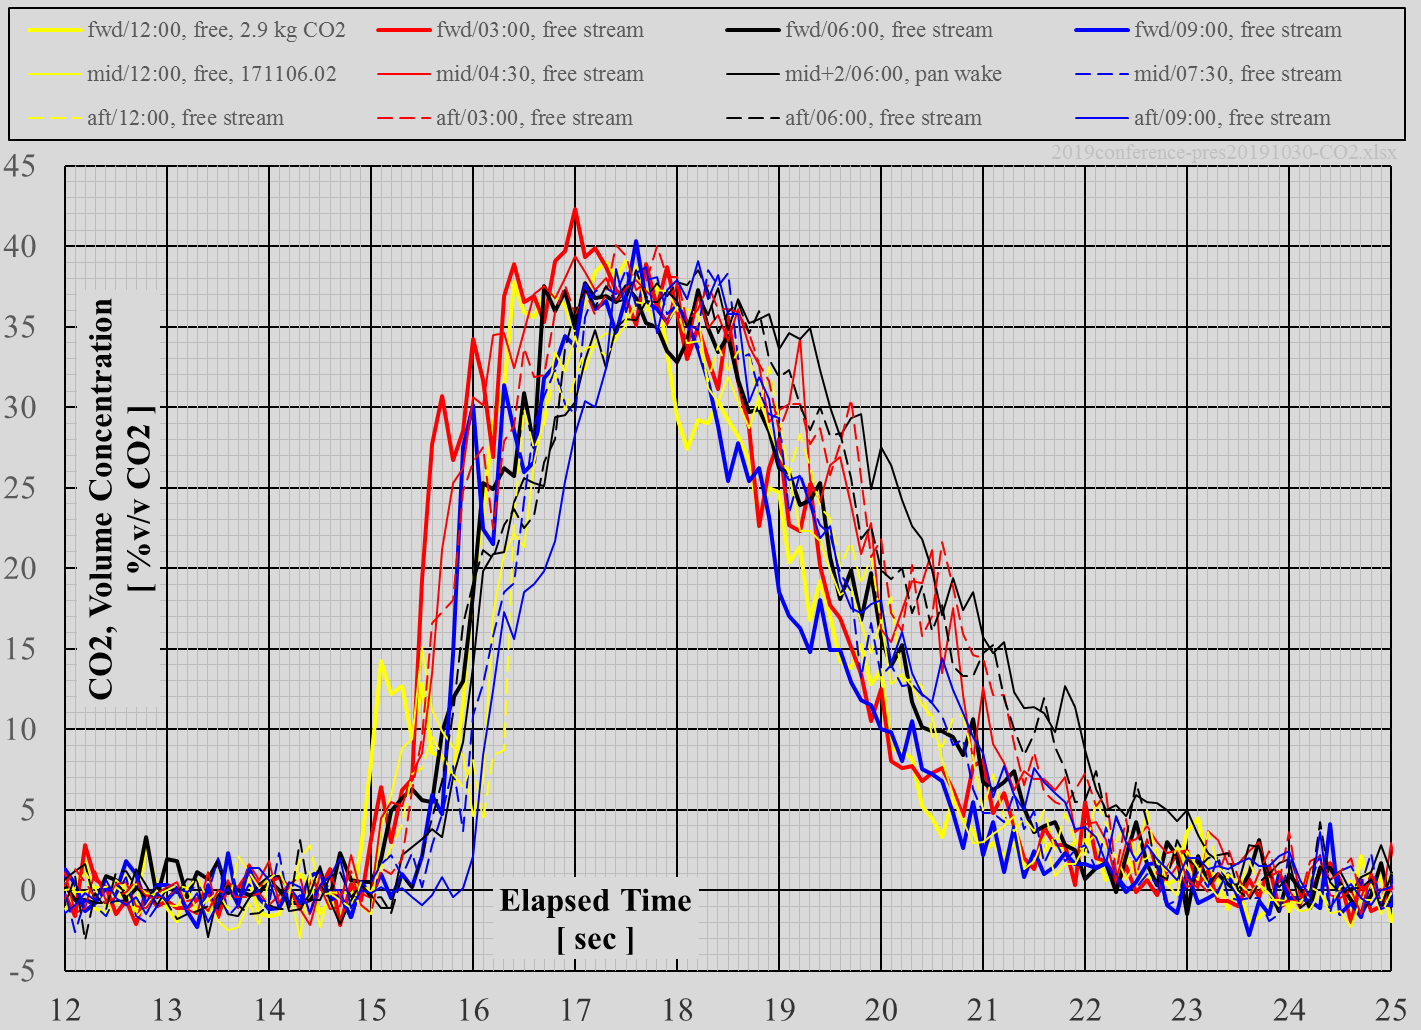 fwd/12:00, free, 2.9 kg CO2 fwd/03:00, free stream fwd/06:00, free stream fwd/09:00, free stream
mid/12:00, free, 171106.02 mid/04:30, free stream mid+2/06:00, pan wake mid/07:30, free stream
aft/12:00, free stream aft/03:00, free stream aft/06:00, free stream aft/09:00, free stream
2019conference-pres20191030-CO2.xlsx
45
40
35
30
25
20
15
10
5
0
-5
CO2, Volume Concentration
[ %v/v CO2 ]
Elapsed Time
[ sec ]
12 13 14 15 16 17 18 19 20 21 22 23 24 25